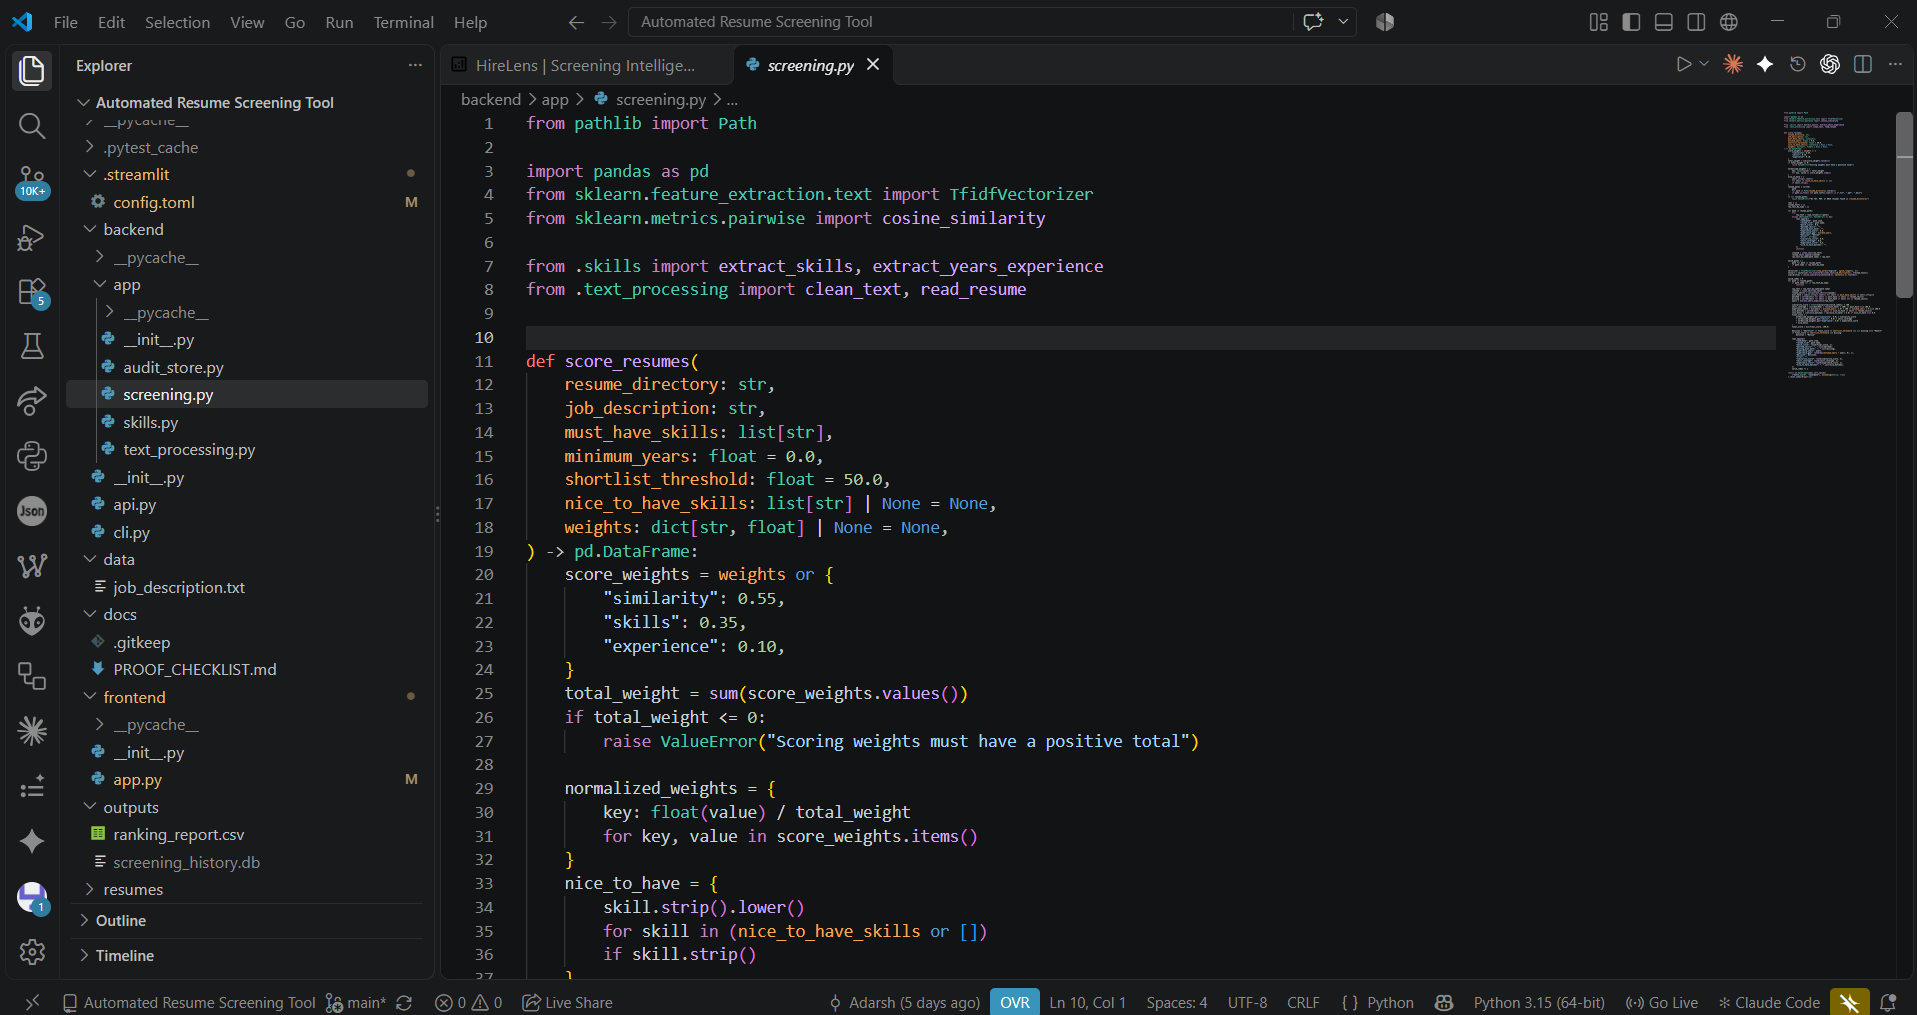 File Edit Selection View Go Run Terminal Help
Automated Resume Screening Tool
Explorer
HireLens | Screening Intellige...
screening.py
backend > app > screening.py > ...
Automated Resume Screening Tool
__pycache__
.pytest_cache
.streamlit
config.toml M
backend
__pycache__
app
__pycache__
__init__.py
audit_store.py
screening.py
skills.py
text_processing.py
__init__.py
api.py
cli.py
data
job_description.txt
docs
.gitkeep
PROOF_CHECKLIST.md
frontend
__pycache__
__init__.py
app.py M
outputs
ranking_report.csv
screening_history.db
resumes
Outline
Timeline
10K+
5
Json
1
1 from pathlib import Path
2
3 import pandas as pd
4 from sklearn.feature_extraction.text import TfidfVectorizer
5 from sklearn.metrics.pairwise import cosine_similarity
6
7 from .skills import extract_skills, extract_years_experience
8 from .text_processing import clean_text, read_resume
9
10
11 def score_resumes(
12     resume_directory: str,
13     job_description: str,
14     must_have_skills: list[str],
15     minimum_years: float = 0.0,
16     shortlist_threshold: float = 50.0,
17     nice_to_have_skills: list[str] | None = None,
18     weights: dict[str, float] | None = None,
19 ) -> pd.DataFrame:
20     score_weights = weights or {
21         "similarity": 0.55,
22         "skills": 0.35,
23         "experience": 0.10,
24     }
25     total_weight = sum(score_weights.values())
26     if total_weight <= 0:
27         raise ValueError("Scoring weights must have a positive total")
28
29     normalized_weights = {
30         key: float(value) / total_weight
31         for key, value in score_weights.items()
32     }
33     nice_to_have = {
34         skill.strip().lower()
35         for skill in (nice_to_have_skills or [])
36         if skill.strip()
37     }
Automated Resume Screening Tool main* 0 0 Live Share Adarsh (5 days ago) OVR Ln 10, Col 1 Spaces: 4 UTF-8 CRLF { } Python Python 3.15 (64-bit) Go Live Claude Code